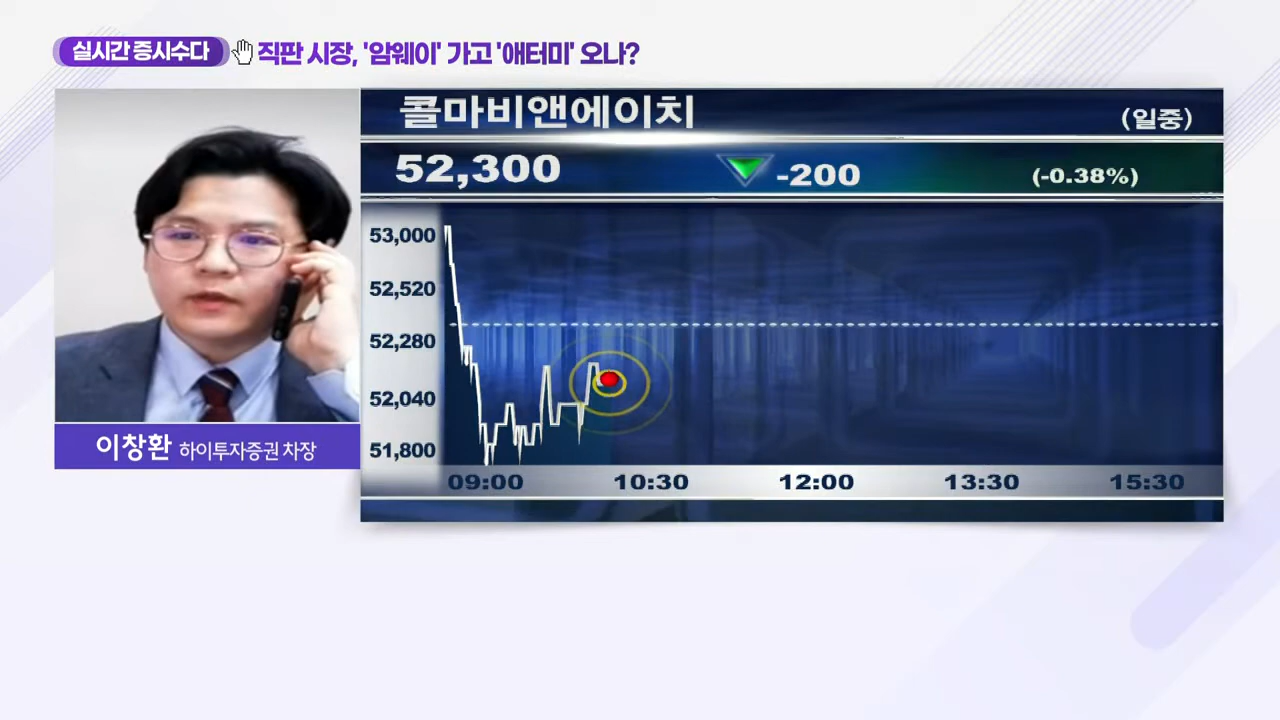 실시간 증시수다 직판 시장, '암웨이' 가고 '애터미' 오나?
콜마비앤에이치 (일중)
52,300 -200 (-0.38%)
53,000
52,520
52,280
52,040
51,800
09:00 10:30 12:00 13:30 15:30
이창환 하이투자증권 차장